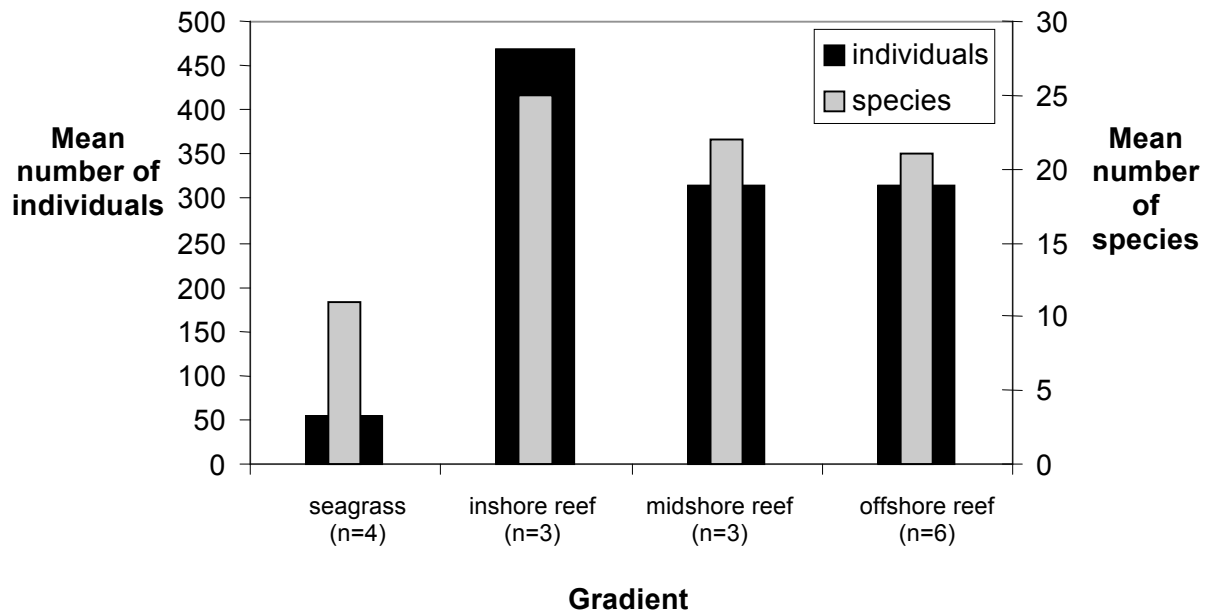 500
450
400
350
300
250
200
150
100
50
0
Mean
number of
individuals
individuals
species
30
25
20
15
10
5
0
Mean
number
of
species
seagrass
(n=4)
inshore reef
(n=3)
midshore reef
(n=3)
offshore reef
(n=6)
Gradient